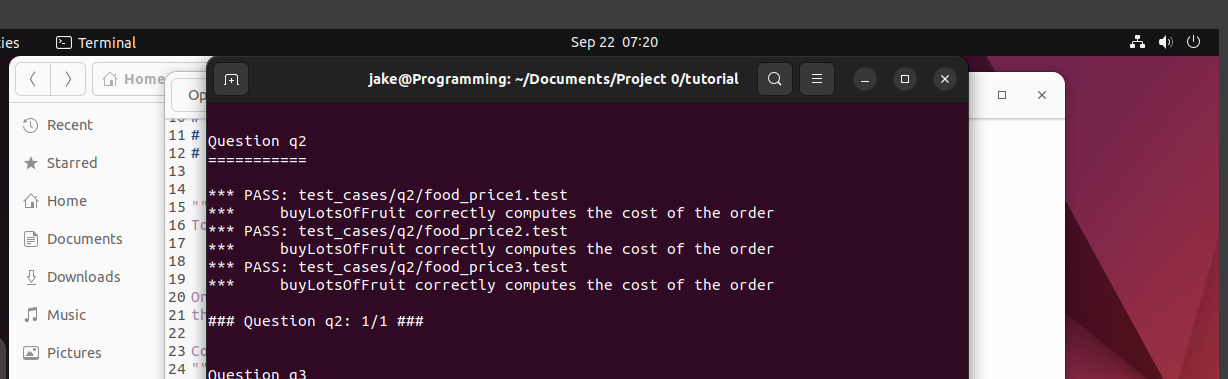 ies
Terminal
Sep 22 07:20
Home
jake@Programming: ~/Documents/Project 0/tutorial
Op
Recent
Starred
Home
Documents
Downloads
Music
Pictures
11 #
12 #
13
14
15 ""
16 To
17
18
19
20 On
21 th
22
23 Co
24 ""
Question q2
===========
*** PASS: test_cases/q2/food_price1.test
***     buyLotsOfFruit correctly computes the cost of the order
*** PASS: test_cases/q2/food_price2.test
***     buyLotsOfFruit correctly computes the cost of the order
*** PASS: test_cases/q2/food_price3.test
***     buyLotsOfFruit correctly computes the cost of the order
### Question q2: 1/1 ###
Question q3